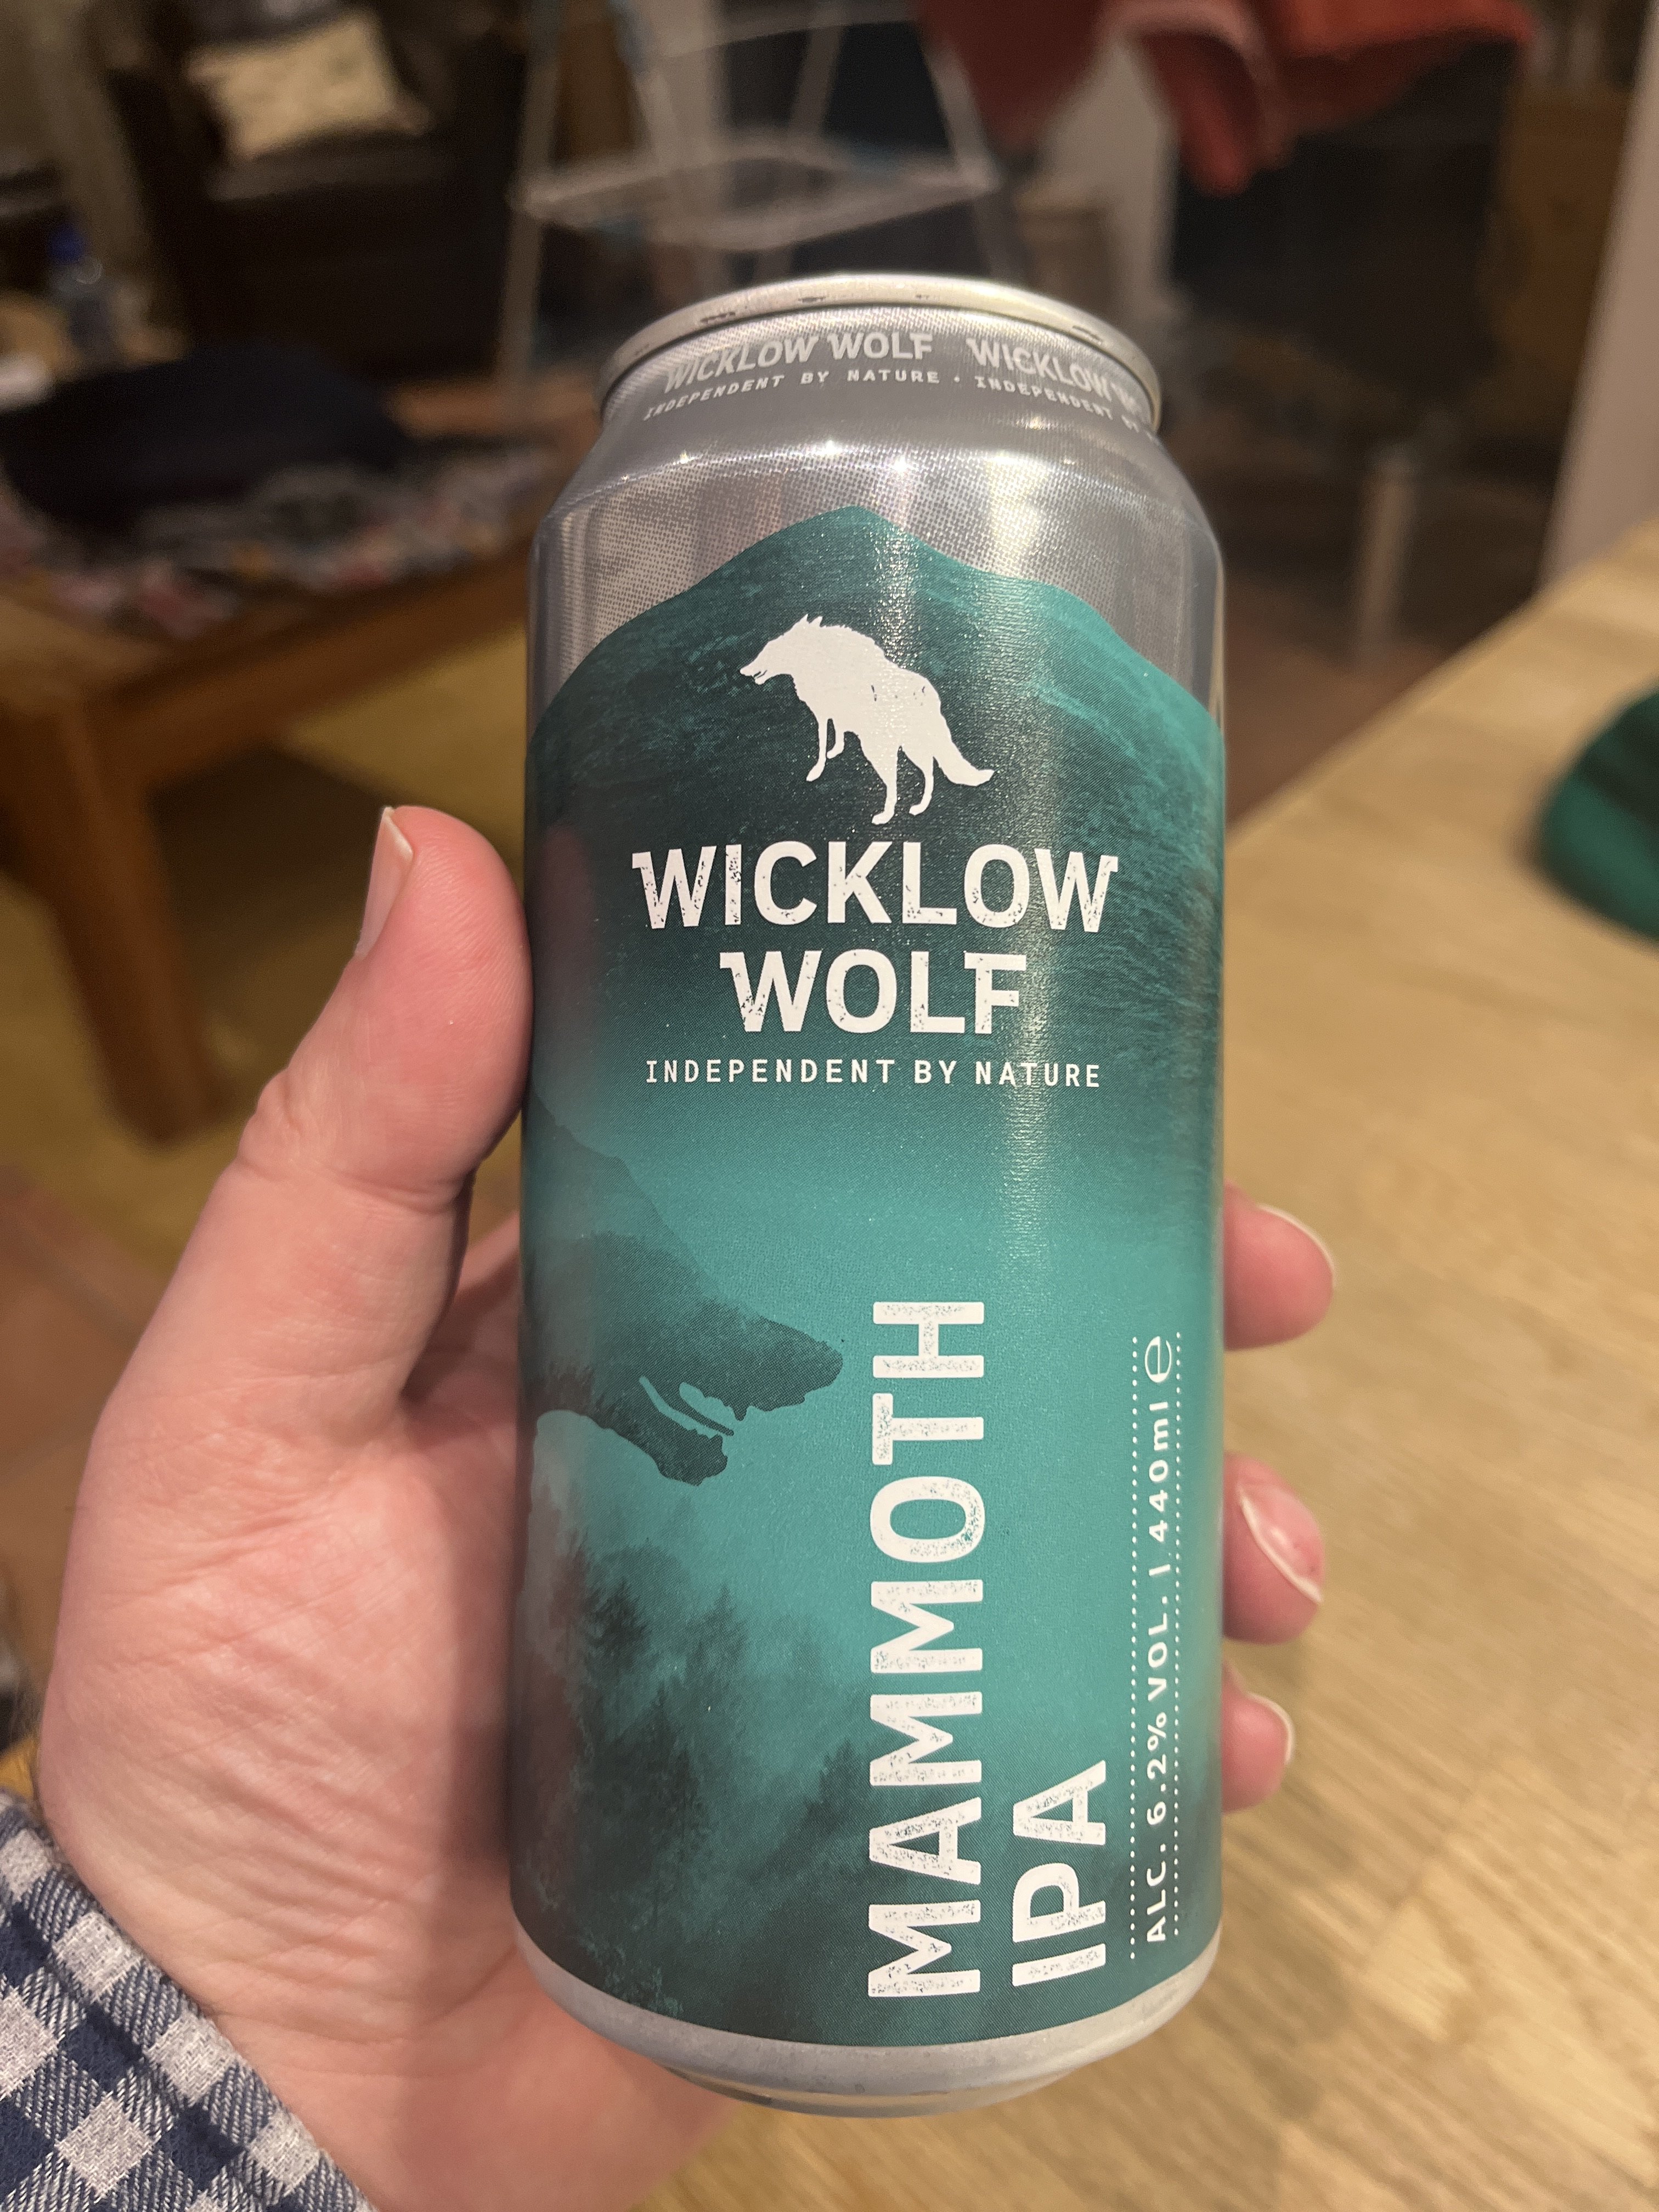 WICKLOW WOLF WICKLOW
INDEPENDENT BY NATURE · INDEPENDENT
WICKLOW
WOLF
INDEPENDENT BY NATURE
MAMMOTH
IPA
ALC. 6.2% VOL. | 440ml ℮